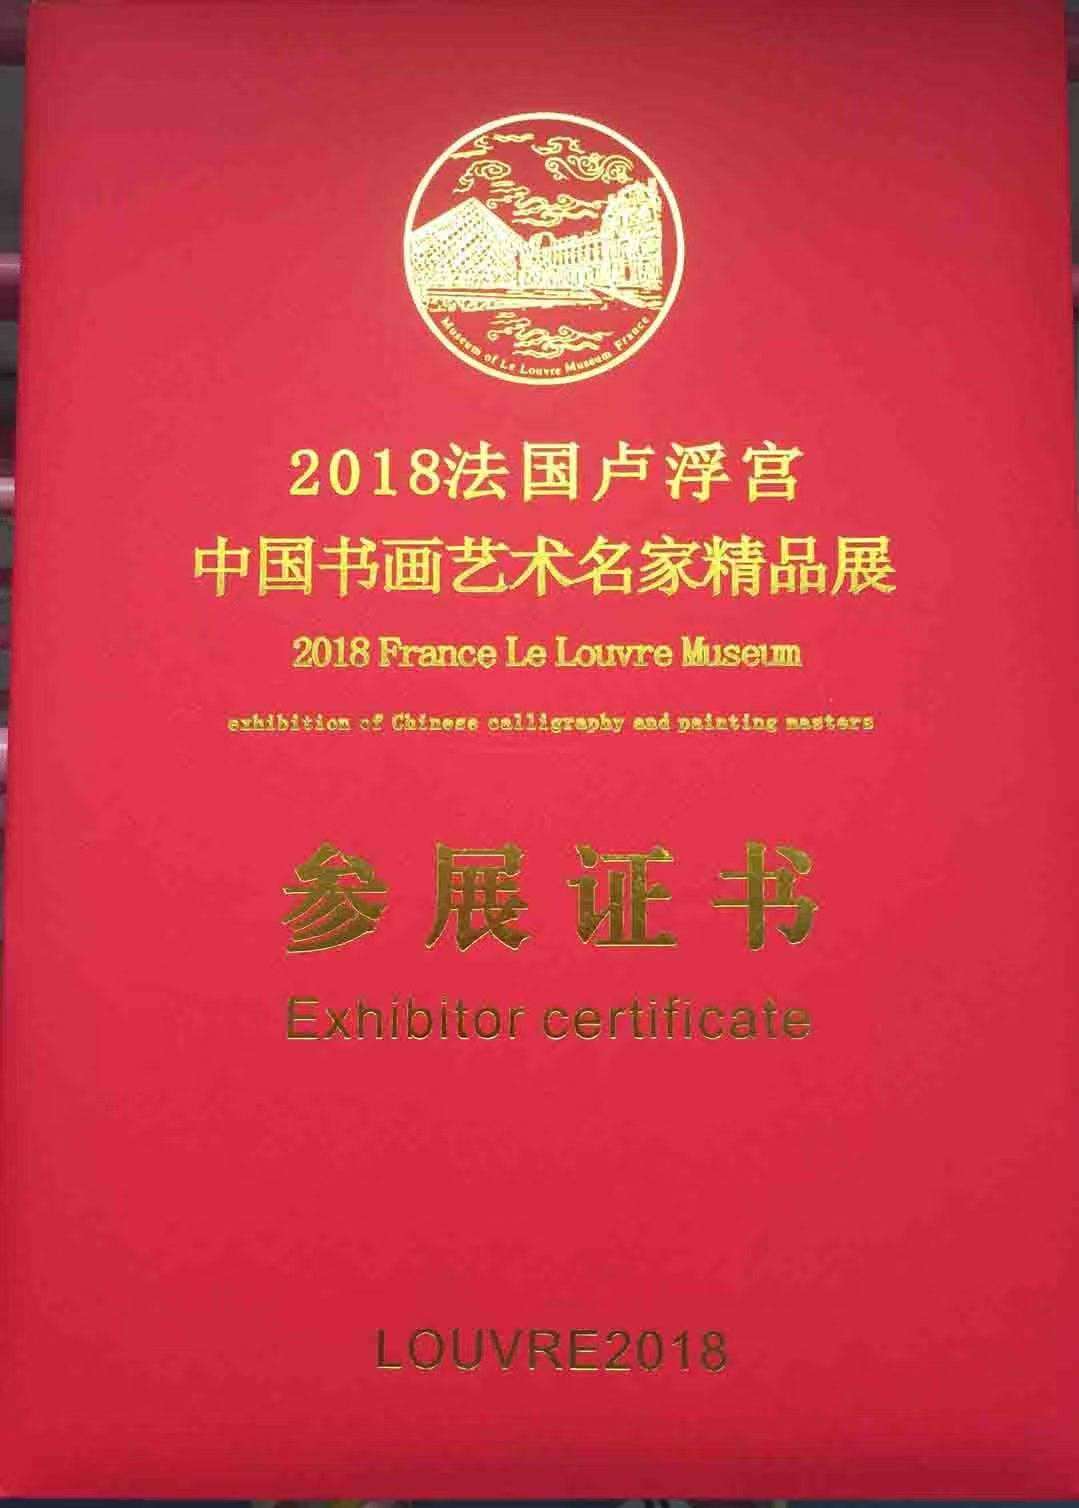 Museum of Le Louvre Museum France
2018法国卢浮宫
中国书画艺术名家精品展
2018 France Le Louvre Museum
exhibition of Chinese calligraphy and painting masters
参展证书
Exhibitor certificate
LOUVRE2018